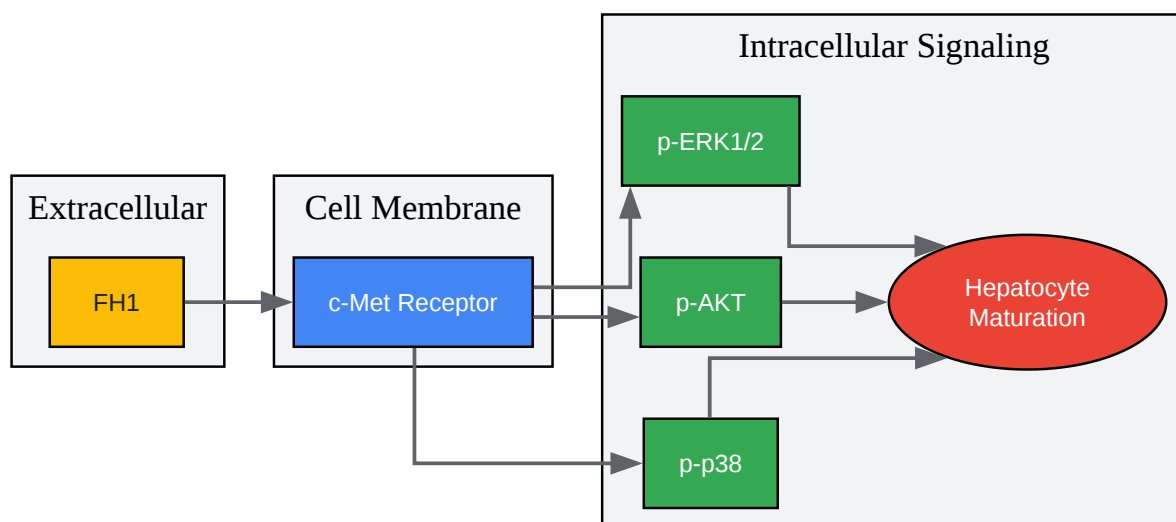 Intracellular Signaling
p-ERK1/2
Extracellular
Cell Membrane
FH1
c-Met Receptor
p-AKT
Hepatocyte
Maturation
p-p38